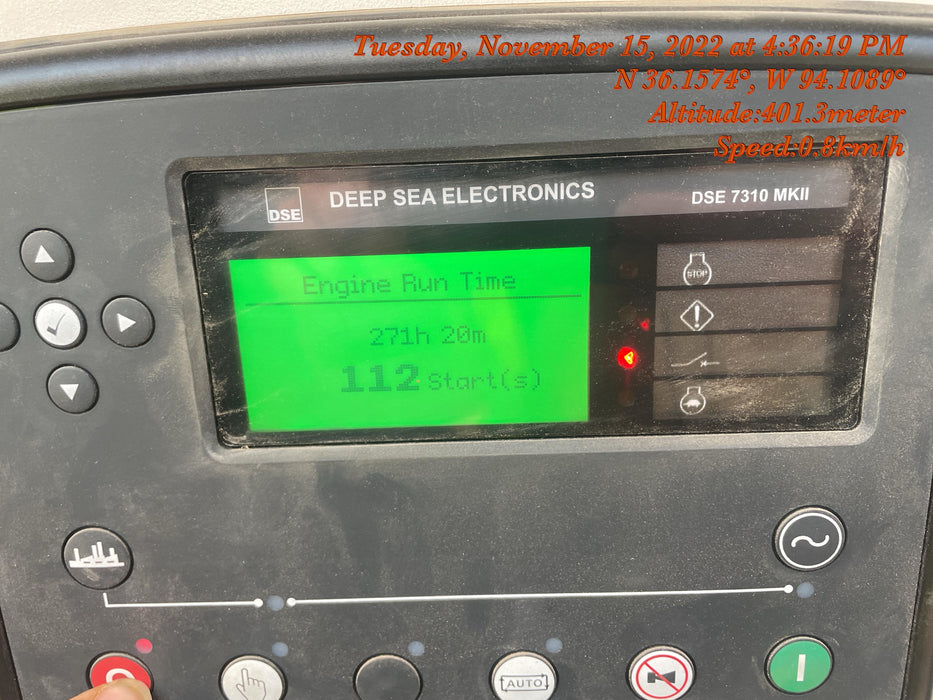 Tuesday, November 15, 2022 at 4:36:19 PM
N 36.1574°, W 94.1089°
Altitude:401.3meter
Speed:0.8km/h
DSE
DEEP SEA ELECTRONICS
DSE 7310 MKII
Engine Run Time
STOP
271h 20m
112 Start(s)
AUTO